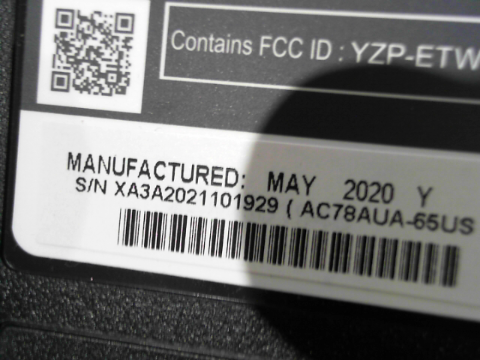 Contains FCC ID : YZP-ETW
MANUFACTURED: MAY 2020 Y
S/N XA3A2021101929 ( AC78AUA-65US